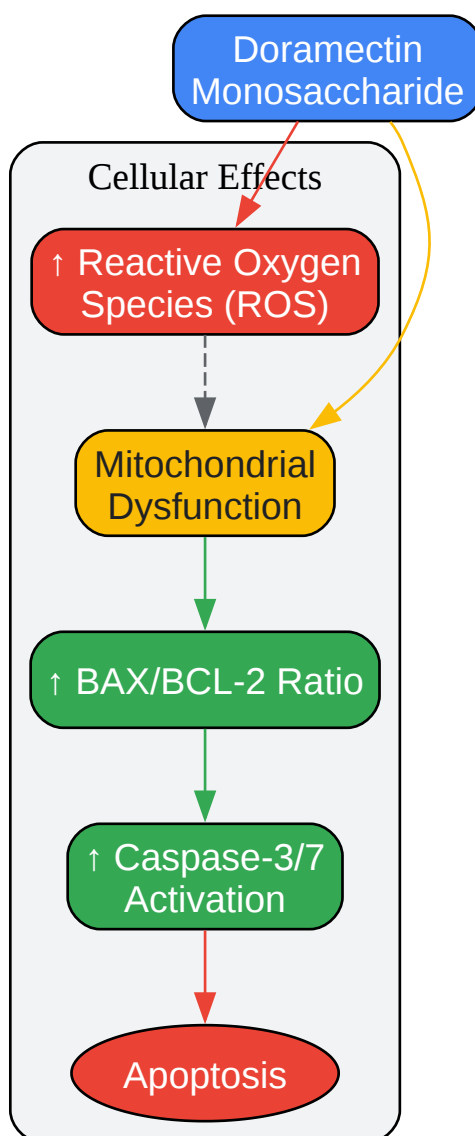 Doramectin
Monosaccharide
Cellular Effects
↑ Reactive Oxygen
Species (ROS)
Mitochondrial
Dysfunction
↑ BAX/BCL-2 Ratio
↑ Caspase-3/7
Activation
Apoptosis